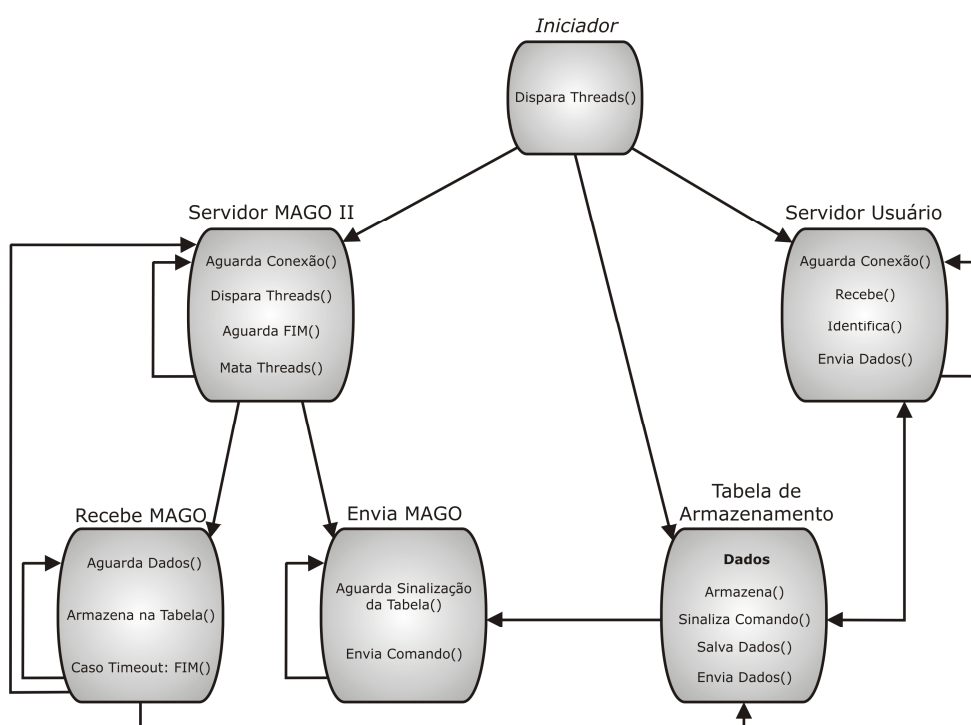 Iniciador
Dispara Threads()
Servidor MAGO II
Aguarda Conexão()
Dispara Threads()
Aguarda FIM()
Mata Threads()
Servidor Usuário
Aguarda Conexão()
Recebe()
Identifica()
Envia Dados()
Recebe MAGO
Aguarda Dados()
Armazena na Tabela()
Caso Timeout: FIM()
Envia MAGO
Aguarda Sinalização
da Tabela()
Envia Comando()
Tabela de
Armazenamento
Dados
Armazena()
Sinaliza Comando()
Salva Dados()
Envia Dados()